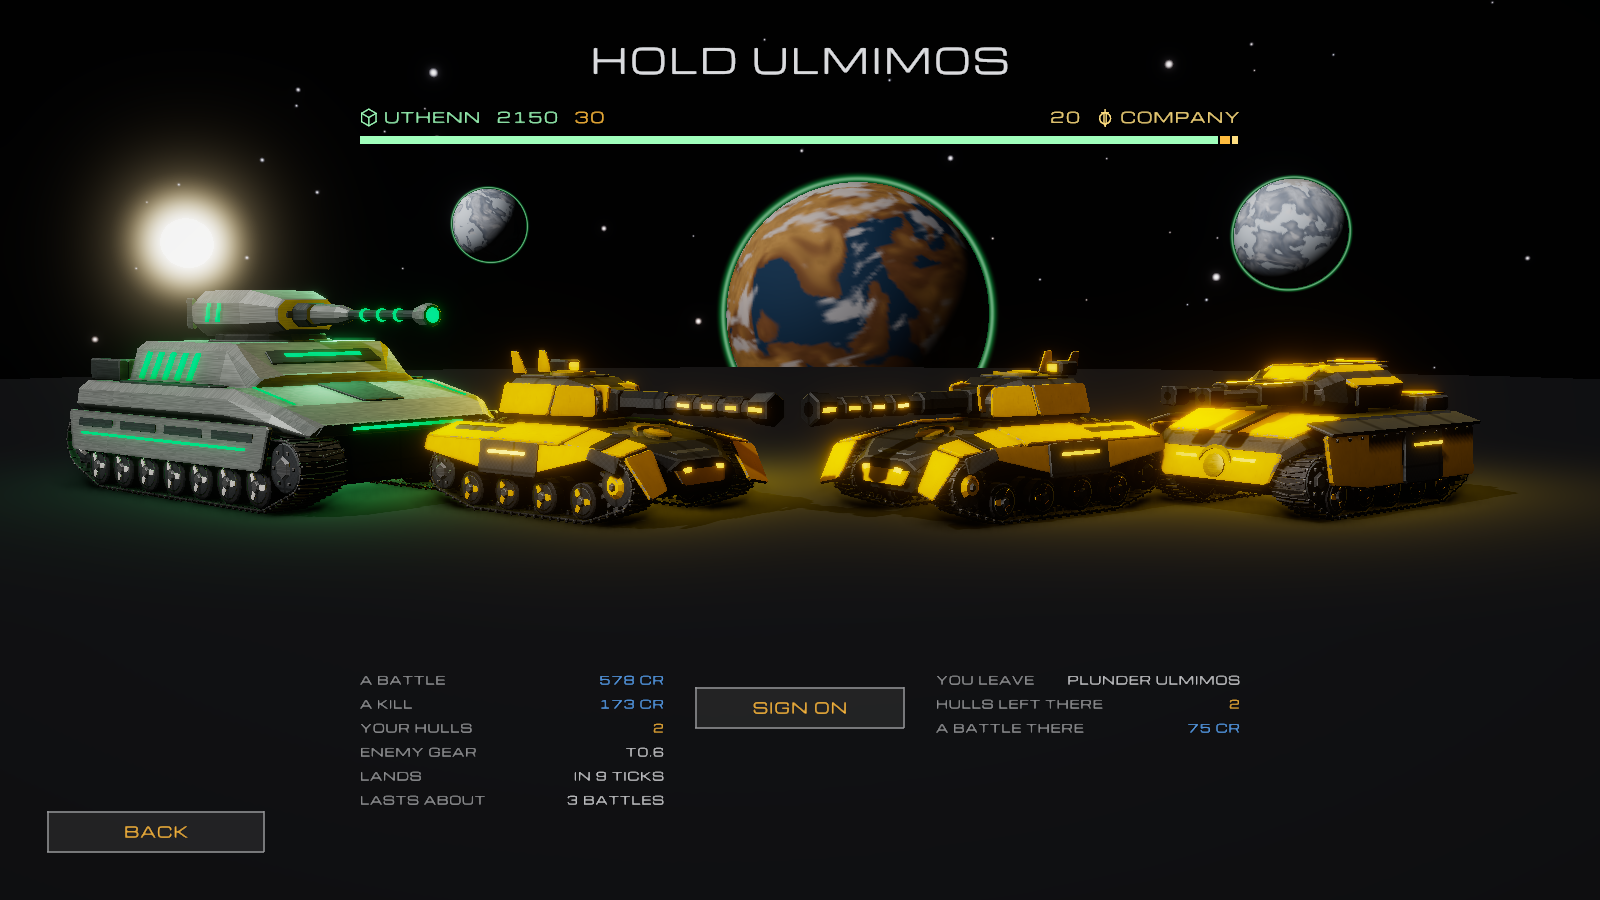 HOLD ULMIMOS
UTHENN 2150 30
20 COMPANY
A BATTLE 578 CR
A KILL 173 CR
YOUR HULLS 2
ENEMY GEAR T0.6
LANDS IN 9 TICKS
LASTS ABOUT 3 BATTLES
SIGN ON
YOU LEAVE PLUNDER ULMIMOS
HULLS LEFT THERE 2
A BATTLE THERE 75 CR
BACK